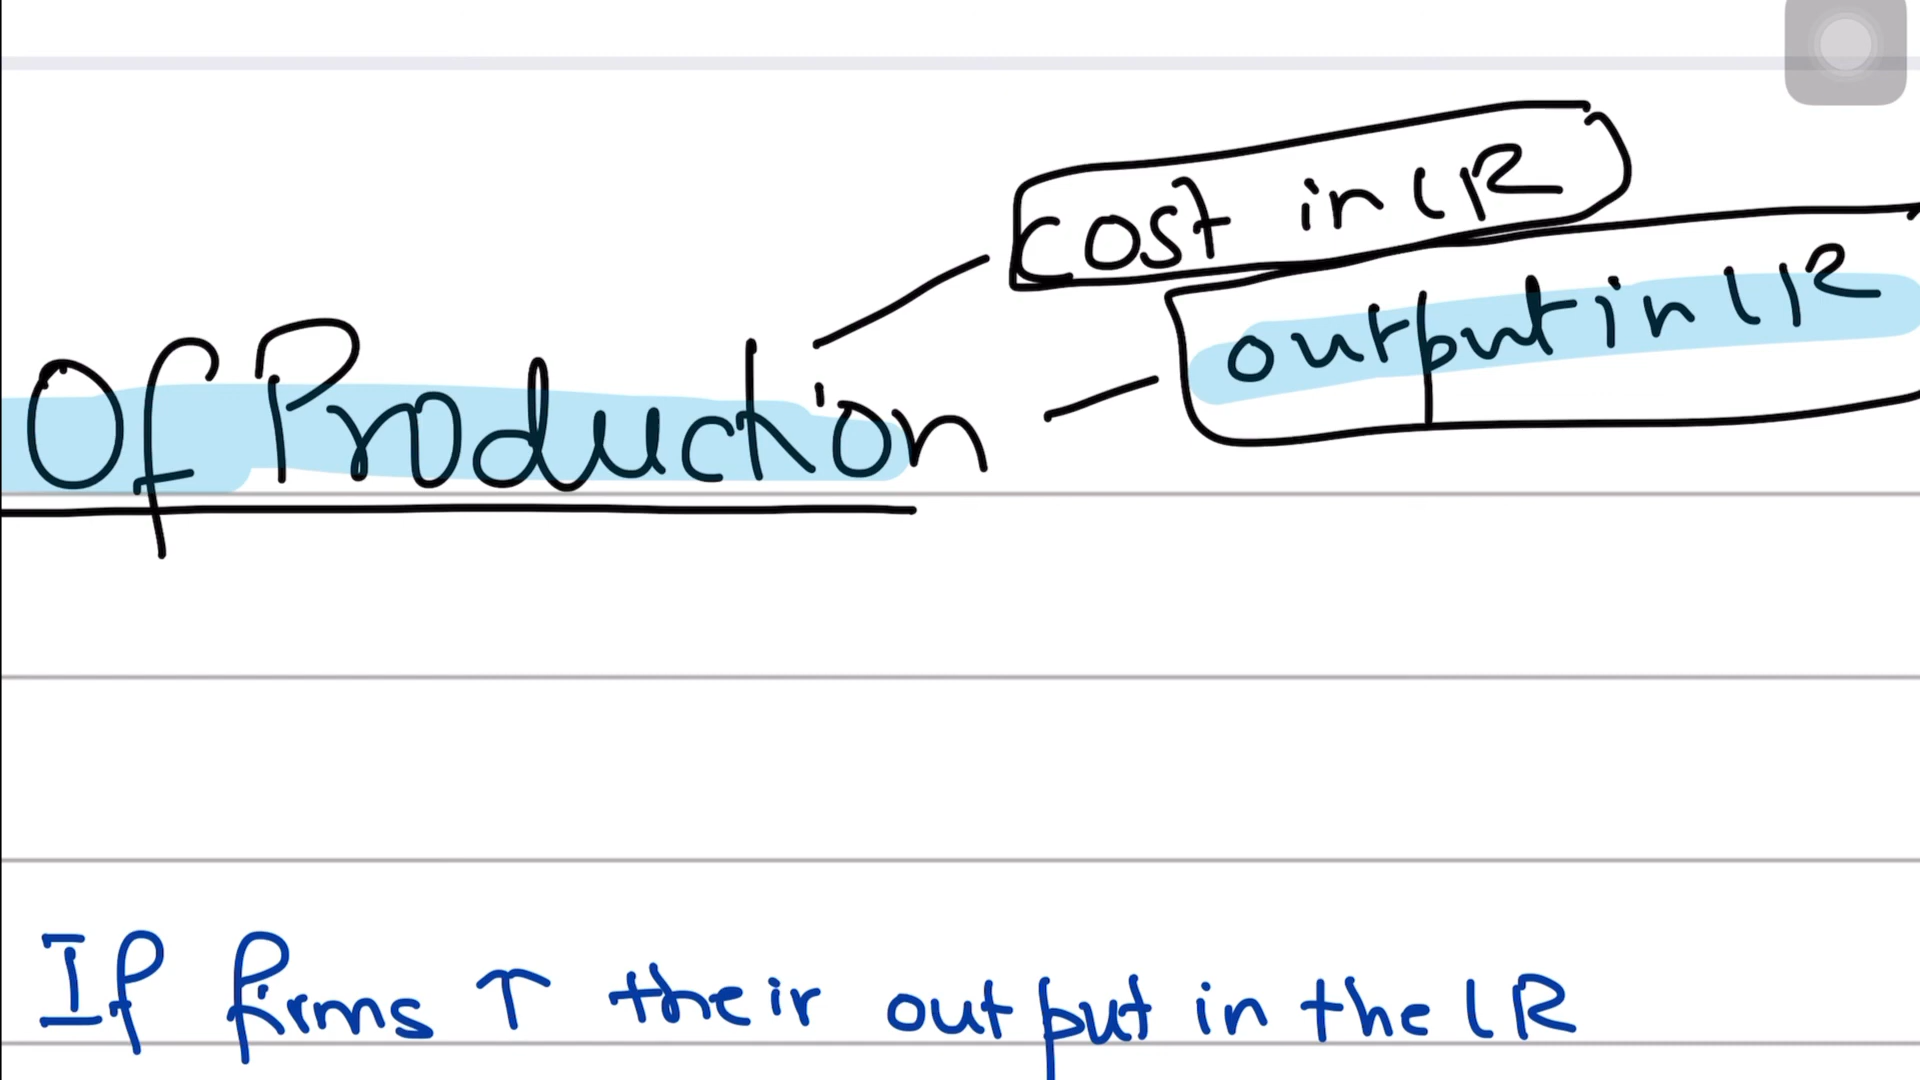 cost in LR
output in LR
Of Production
If firms ↑ their output in the LR